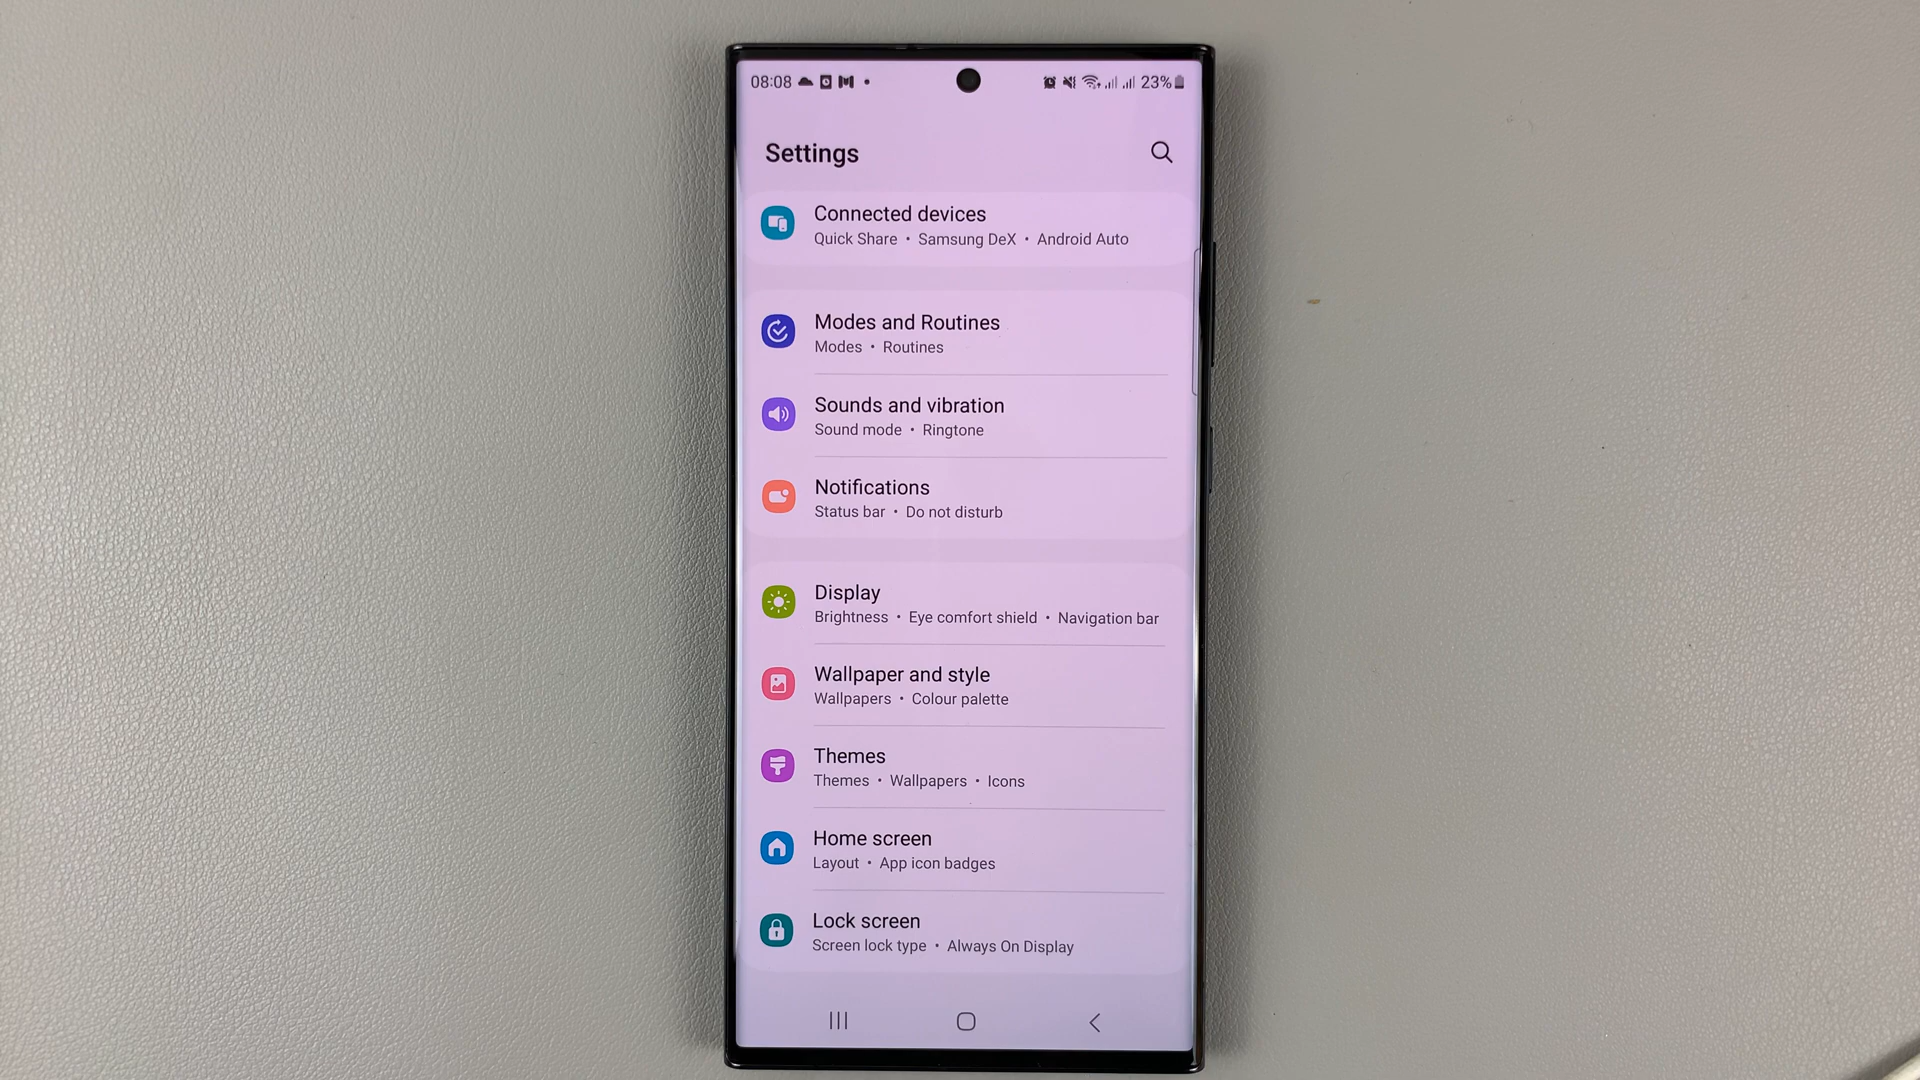 08:08 23%
Settings
Connected devices
Quick Share • Samsung DeX • Android Auto
Modes and Routines
Modes • Routines
Sounds and vibration
Sound mode • Ringtone
Notifications
Status bar • Do not disturb
Display
Brightness • Eye comfort shield • Navigation bar
Wallpaper and style
Wallpapers • Colour palette
Themes
Themes • Wallpapers • Icons
Home screen
Layout • App icon badges
Lock screen
Screen lock type • Always On Display